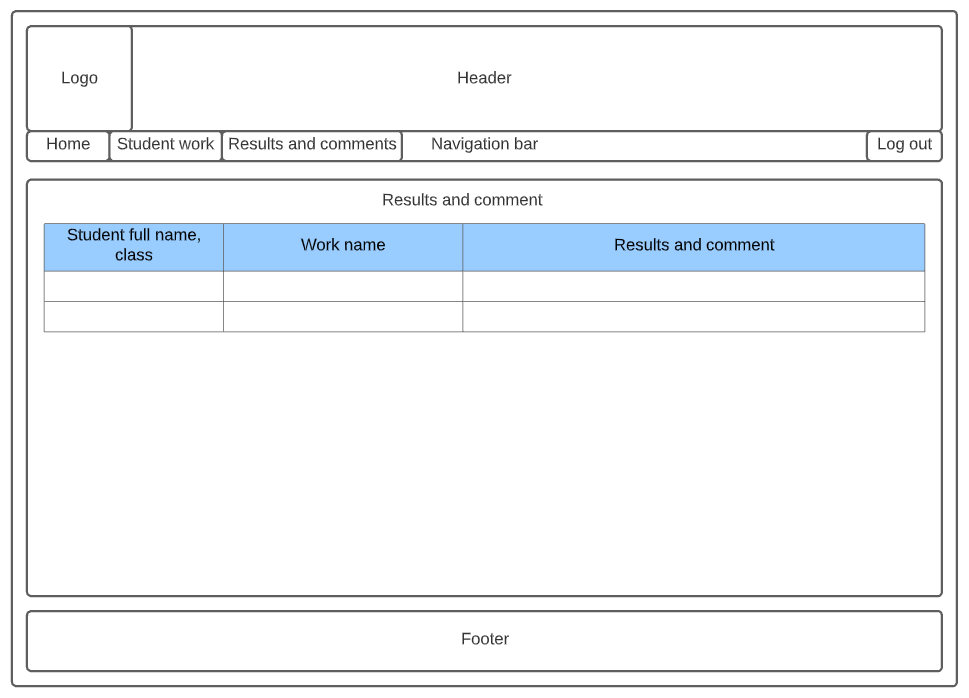 Logo
Header
Home
Student work
Results and comments
Navigation bar
Log out
Results and comment
Student full name,
class
Work name
Results and comment
Footer